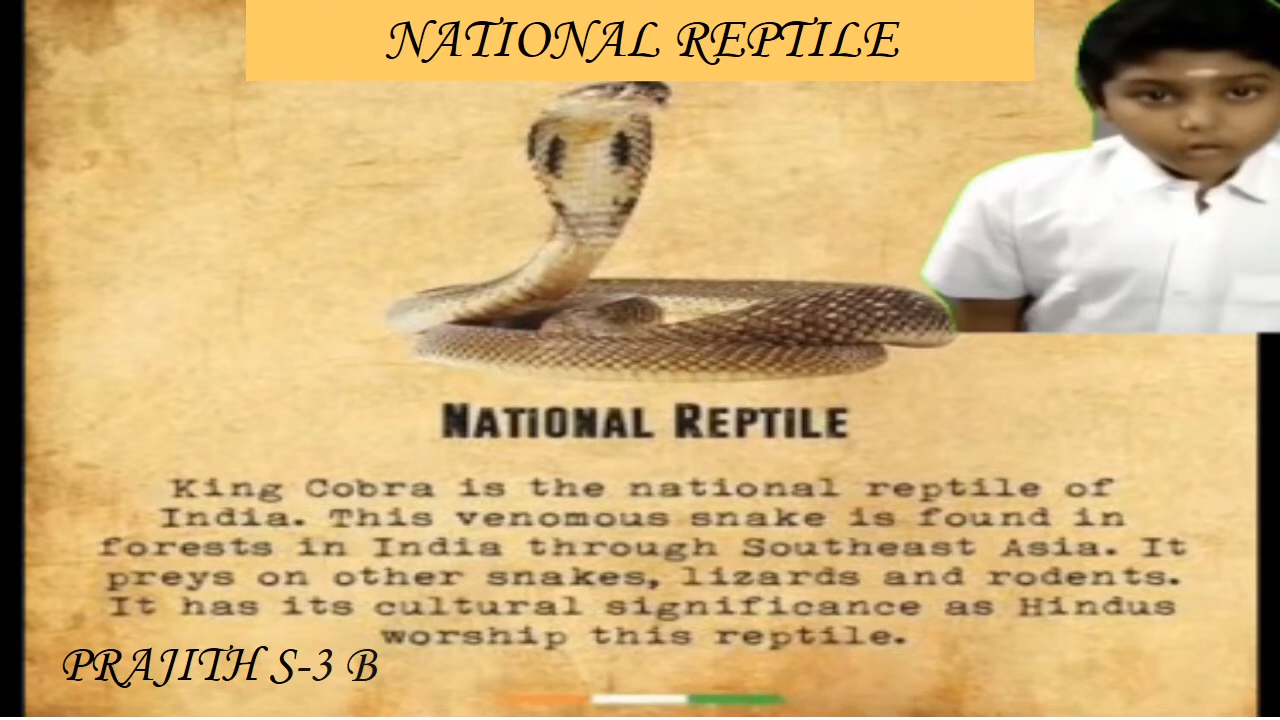 NATIONAL REPTILE
NATIONAL REPTILE
King Cobra is the national reptile of
India. This venomous snake is found in
forests in India through Southeast Asia. It
preys on other snakes, lizards and rodents.
It has its cultural significance as Hindus
worship this reptile.
PRAJITH S-3 B